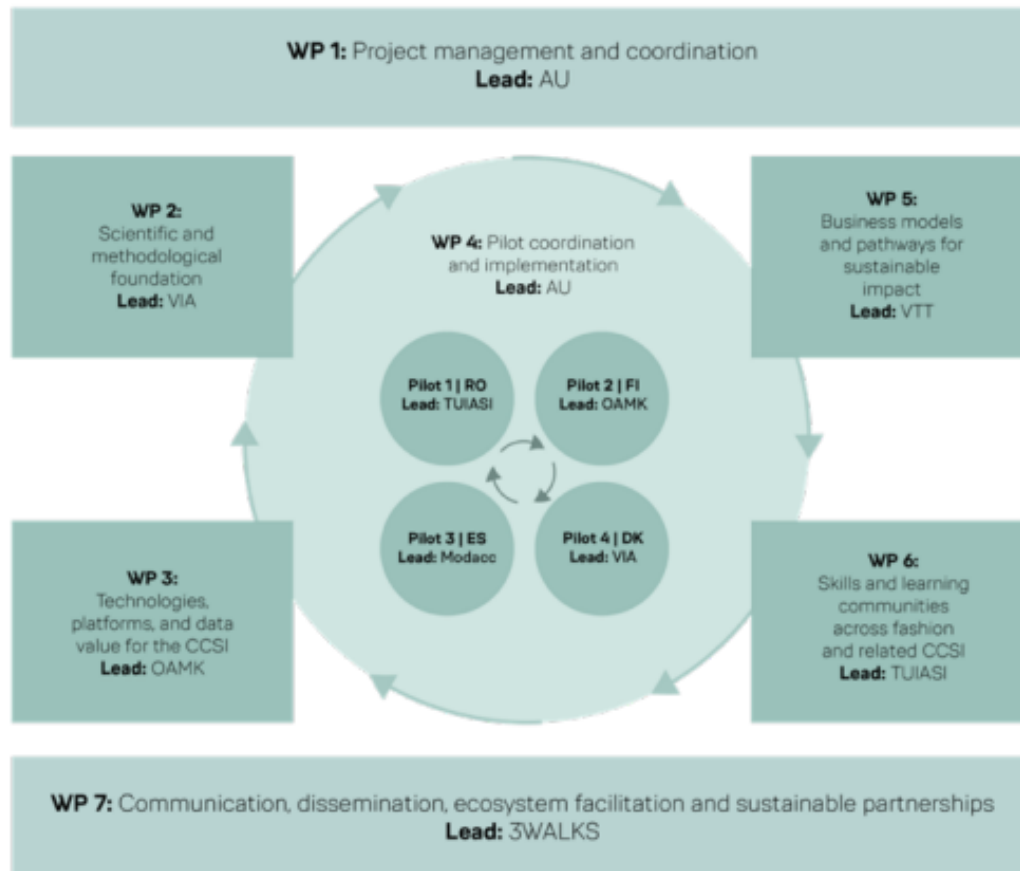 WP 1: Project management and coordination
Lead: AU
WP 2:
Scientific and
methodological
foundation
Lead: VIA
WP 4: Pilot coordination
and implementation
Lead: AU
WP 5:
Business models
and pathways for
sustainable
impact
Lead: VTT
Pilot 1 | RO
Lead: TUIASI
Pilot 2 | FI
Lead: OAMK
Pilot 3 | ES
Lead: Modacc
Pilot 4 | DK
Lead: VIA
WP 3:
Technologies,
platforms, and data
value for the CCSI
Lead: OAMK
WP 6:
Skills and learning
communities
across fashion
and related CCSI
Lead: TUIASI
WP 7: Communication, dissemination, ecosystem facilitation and sustainable partnerships
Lead: 3WALKS